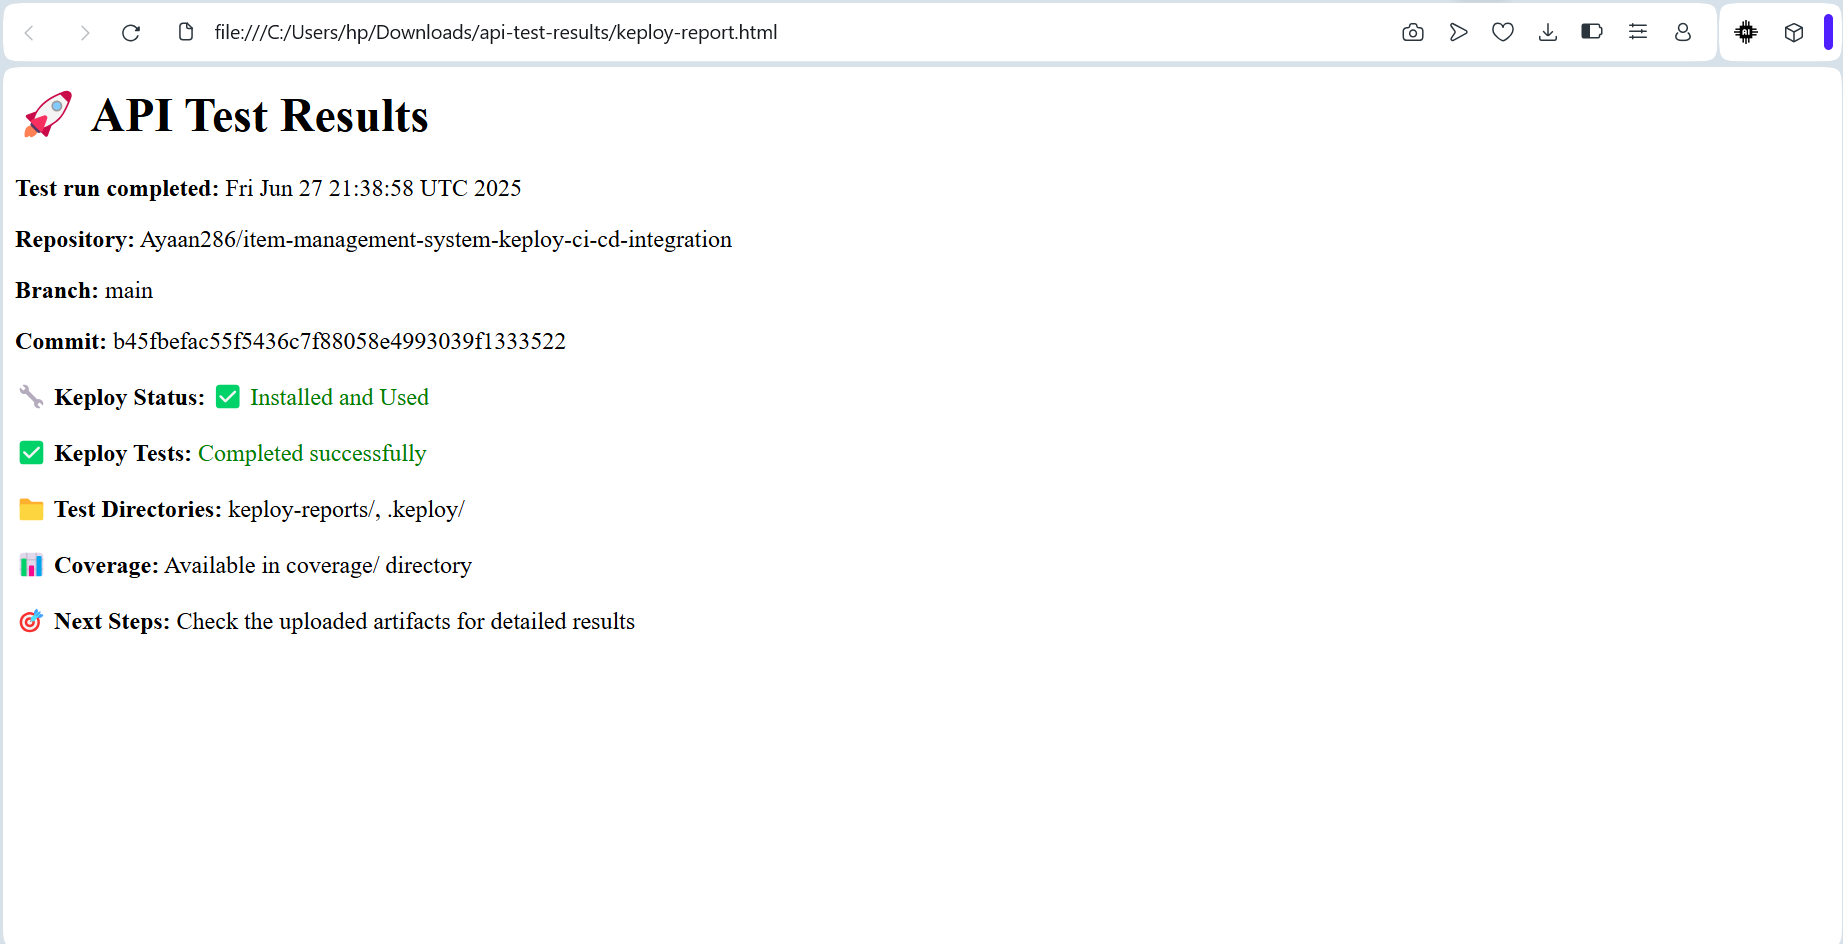 file:///C:/Users/hp/Downloads/api-test-results/keploy-report.html
AI
🚀 API Test Results
Test run completed: Fri Jun 27 21:38:58 UTC 2025
Repository: Ayaan286/item-management-system-keploy-ci-cd-integration
Branch: main
Commit: b45fbefac55f5436c7f88058e4993039f1333522
🔧 Keploy Status: ✅ Installed and Used
✅ Keploy Tests: Completed successfully
📁 Test Directories: keploy-reports/, .keploy/
📊 Coverage: Available in coverage/ directory
🎯 Next Steps: Check the uploaded artifacts for detailed results